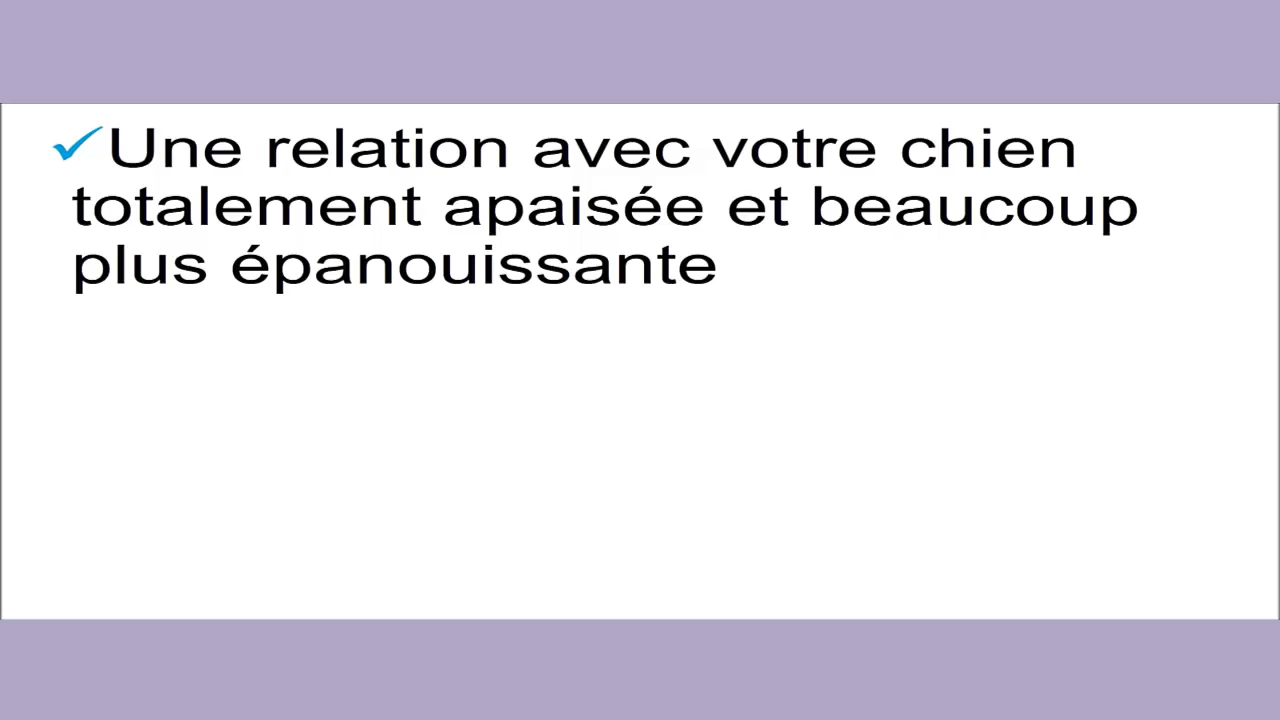 ✓Une relation avec votre chien
totalement apaisée et beaucoup
plus épanouissante